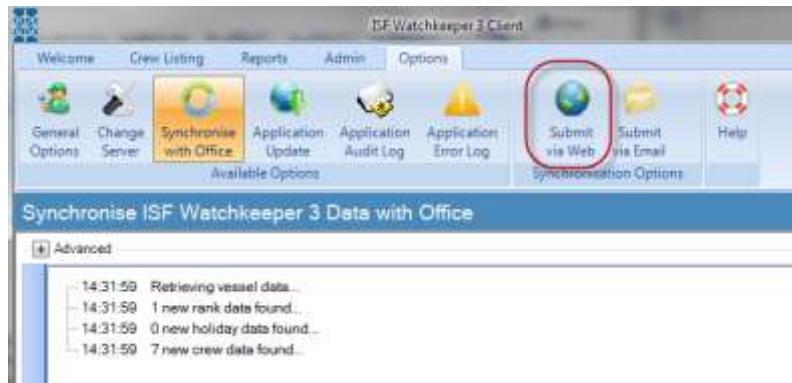 ISF Watchkeeper 3 Client
Welcome Crew Listing Reports Admin Options
General Options
Change Server
Synchronise with Office
Application Update
Application Audit Log
Application Error Log
Submit via Web
Submit via Email
Help
Available Options
Synchronisation Options
Synchronise ISF Watchkeeper 3 Data with Office
Advanced
14:31:59 Retrieving vessel data...
14:31:59 1 new rank data found...
14:31:59 0 new holiday data found...
14:31:59 7 new crew data found...